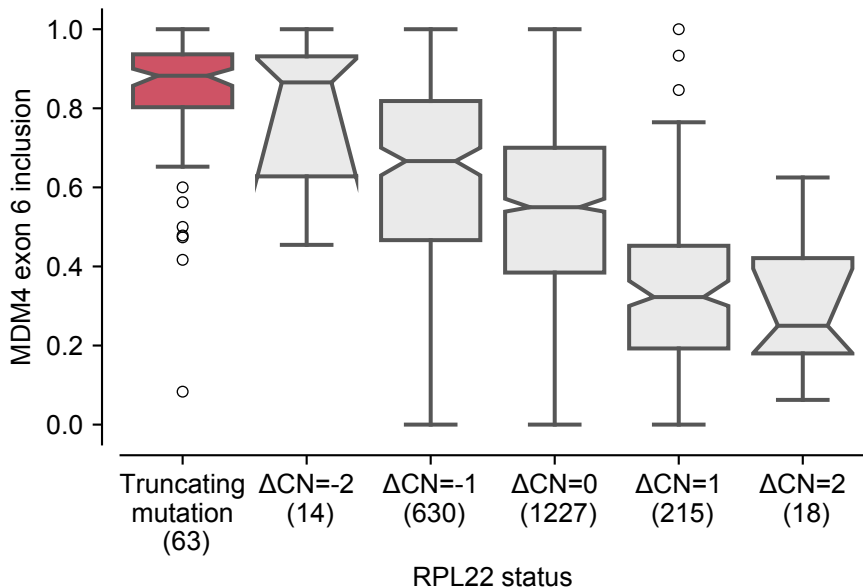 MDM4 exon 6 inclusion
1.0
0.8
0.6
0.4
0.2
0.0
Truncating
mutation
(63)
ΔCN=-2
(14)
ΔCN=-1
(630)
ΔCN=0
(1227)
ΔCN=1
(215)
ΔCN=2
(18)
RPL22 status